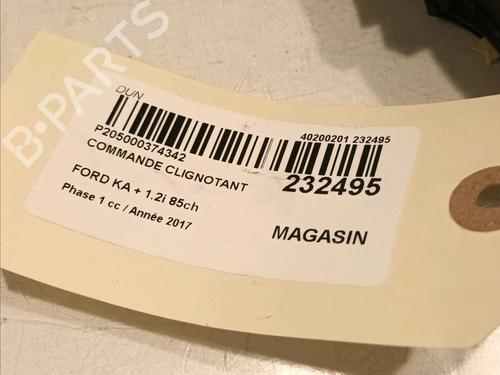 B-PARTS
DUN
P205000374342
40200201 232495
COMMANDE CLIGNOTANT
232495
FORD KA + 1.2i 85ch
Phase 1 cc / Année 2017
MAGASIN